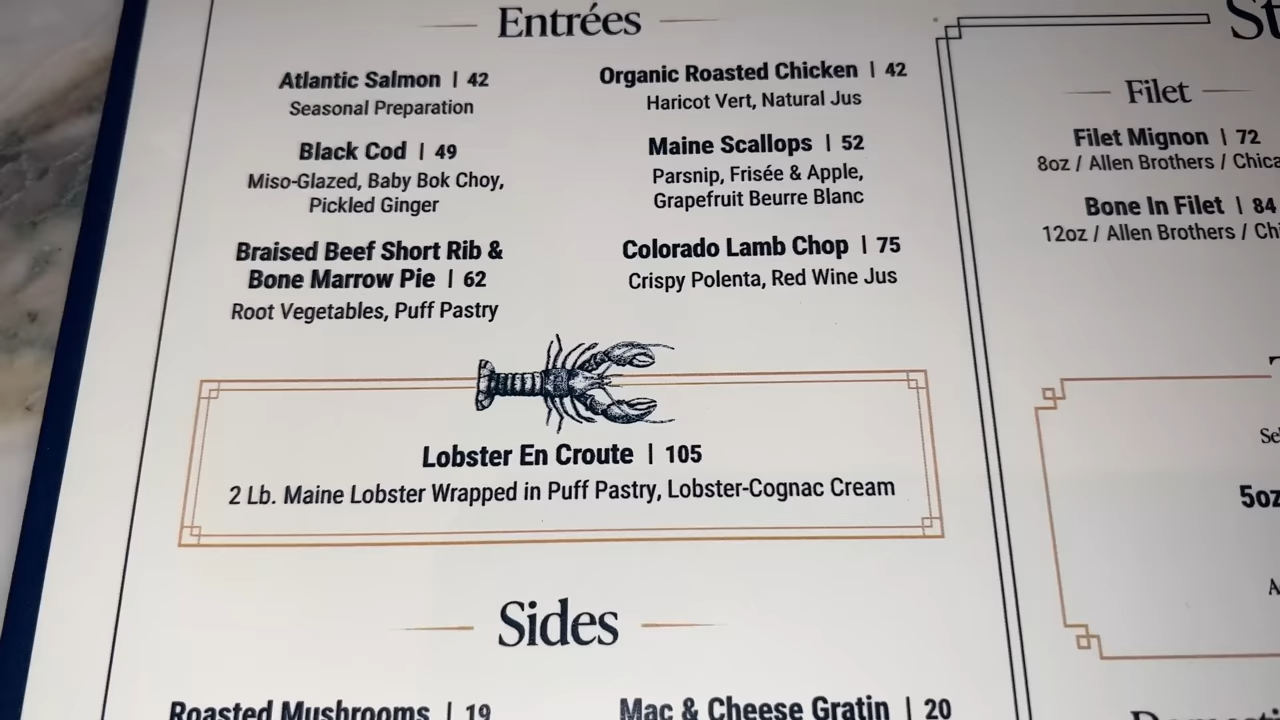 Entrées
Atlantic Salmon | 42
Seasonal Preparation
Black Cod | 49
Miso-Glazed, Baby Bok Choy,
Pickled Ginger
Braised Beef Short Rib &
Bone Marrow Pie | 62
Root Vegetables, Puff Pastry
Organic Roasted Chicken | 42
Haricot Vert, Natural Jus
Maine Scallops | 52
Parsnip, Frisée & Apple,
Grapefruit Beurre Blanc
Colorado Lamb Chop | 75
Crispy Polenta, Red Wine Jus
Lobster En Croute | 105
2 Lb. Maine Lobster Wrapped in Puff Pastry, Lobster-Cognac Cream
Sides
Roasted Mushrooms | 19
Mac & Cheese Gratin | 20
Filet
Filet Mignon | 72
8oz / Allen Brothers /
Bone In Filet | 84
12oz / Allen Brothers /
5oz